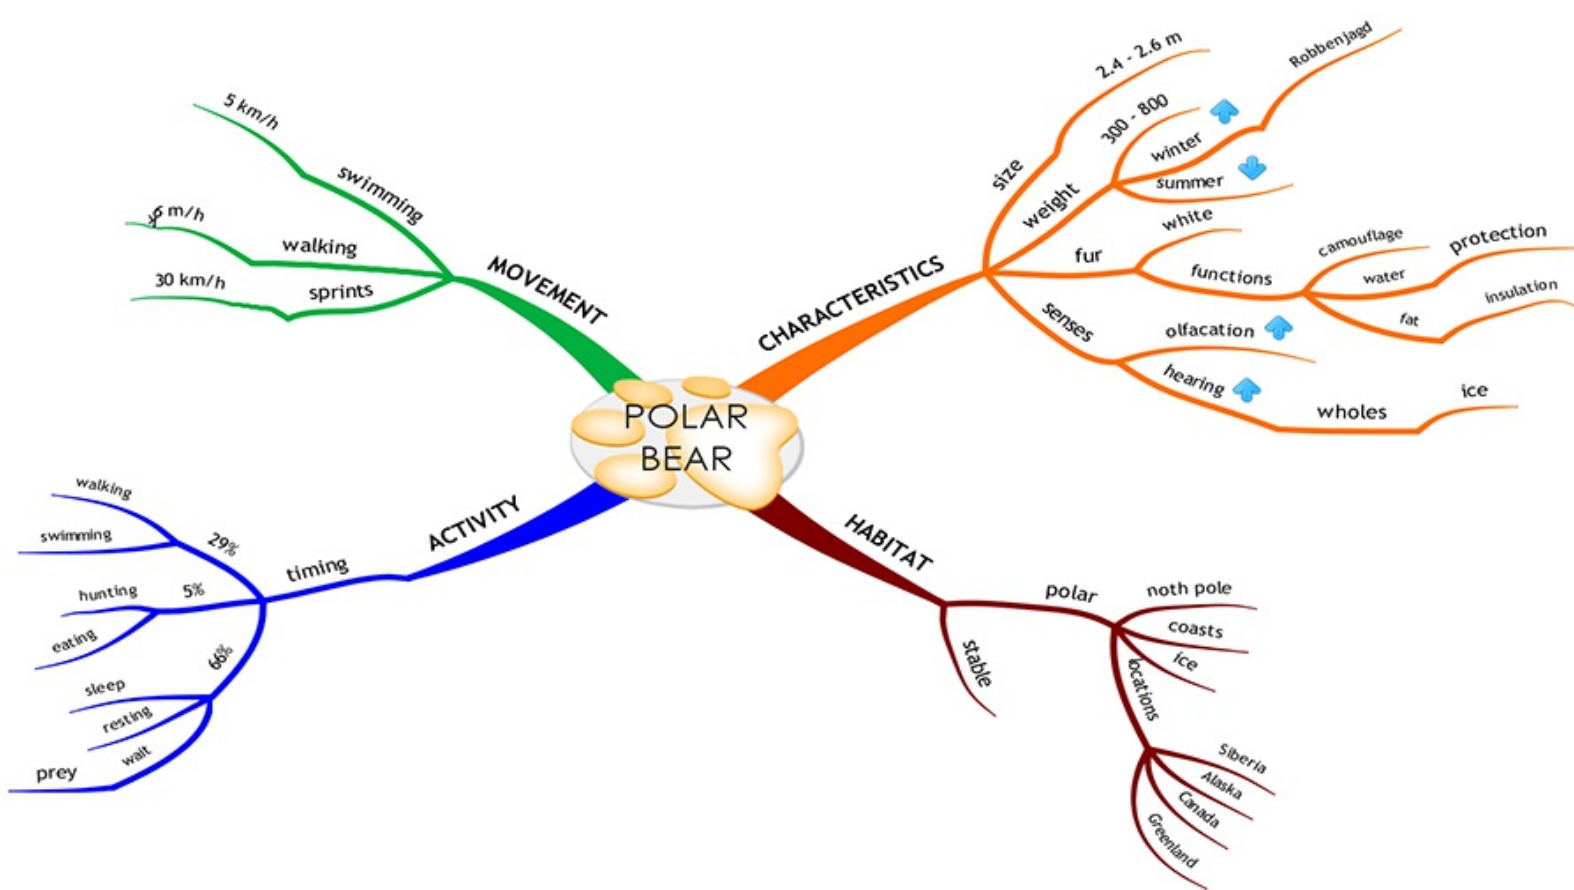 POLAR
BEAR
MOVEMENT
swimming
5 km/h
walking
6 m/h
sprints
30 km/h
CHARACTERISTICS
size
2.4 - 2.6 m
weight
300 - 800
winter
Robbenjagd
summer
fur
white
functions
camouflage
water
protection
fat
insulation
senses
olfacation
hearing
wholes
ice
ACTIVITY
timing
29%
walking
swimming
5%
hunting
eating
66%
sleep
resting
wait
prey
HABITAT
polar
noth pole
coasts
ice
locations
Siberia
Alaska
Canada
Greenland
stable